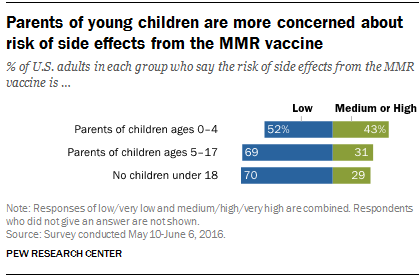 Parents of young children are more concerned about
risk of side effects from the MMR vaccine
% of U.S. adults in each group who say the risk of side effects from the MMR
vaccine is ...
Low Medium or High
Parents of children ages 0–4 52% 43%
Parents of children ages 5–17 69 31
No children under 18 70 29
Note: Responses of low/very low and medium/high/very high are combined. Respondents
who did not give an answer are not shown.
Source: Survey conducted May 10-June 6, 2016.
PEW RESEARCH CENTER